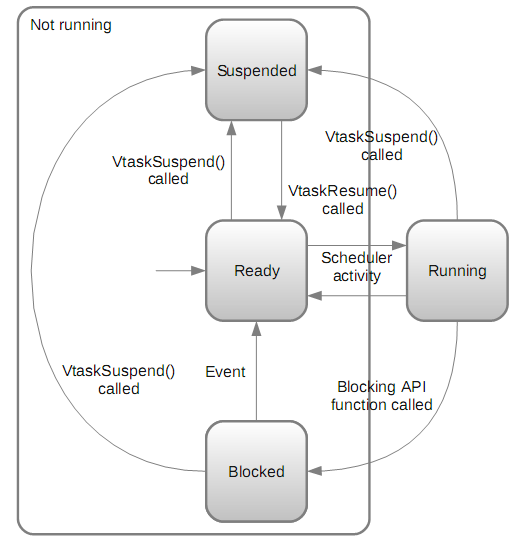 Not running
Suspended
VtaskSuspend()
called
VtaskSuspend()
called
VtaskResume()
called
Ready
Scheduler
activity
Running
VtaskSuspend()
called
Event
Blocking API
function called
Blocked